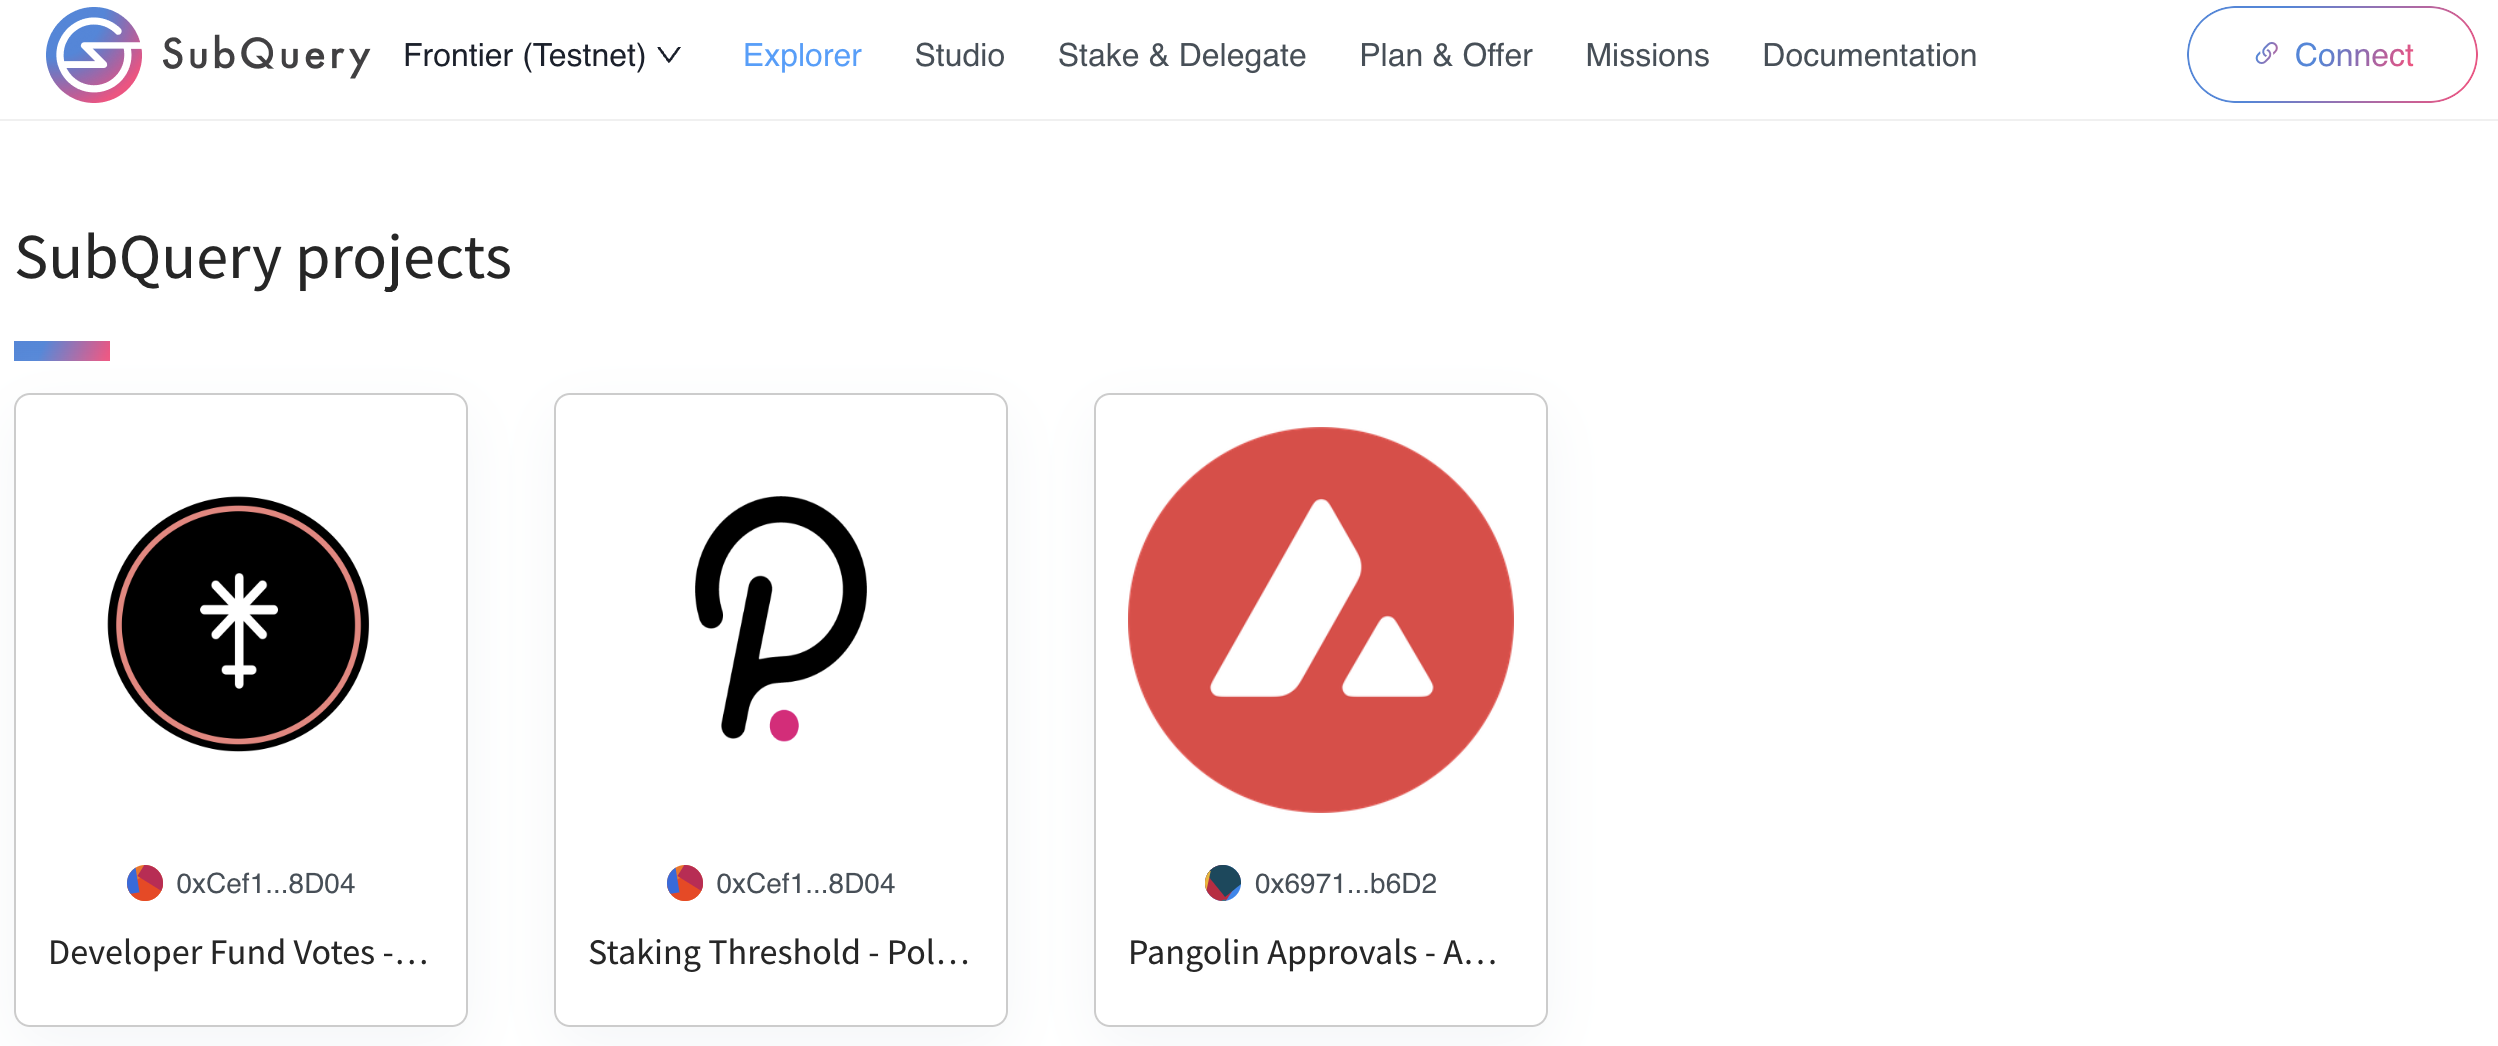 SubQuery Frontier (Testnet) Explorer Studio Stake & Delegate Plan & Offer Missions Documentation Connect
SubQuery projects
0xCef1...8D04 0xCef1...8D04 0x6971...b6D2
Developer Fund Votes -... Staking Threshold - Pol... Pangolin Approvals - A...